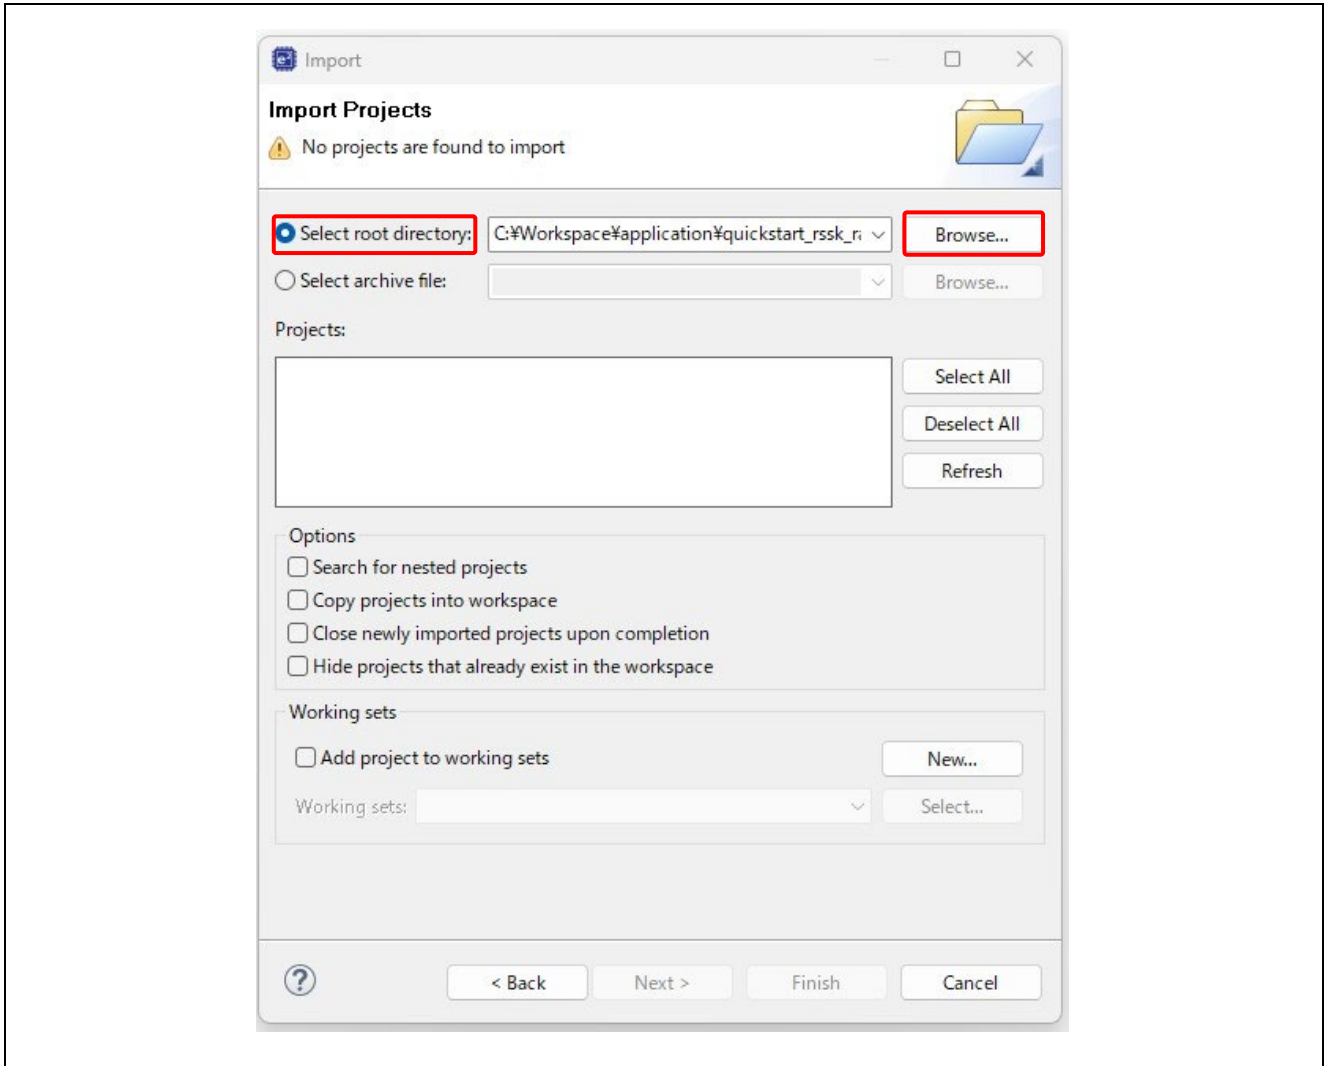 e²
Import
Import Projects
No projects are found to import
Select root directory: C:¥Workspace¥application¥quickstart_rssk_r Browse...
Select archive file: Browse...
Projects:
Select All
Deselect All
Refresh
Options
Search for nested projects
Copy projects into workspace
Close newly imported projects upon completion
Hide projects that already exist in the workspace
Working sets
Add project to working sets New...
Working sets: Select...
? < Back Next > Finish Cancel